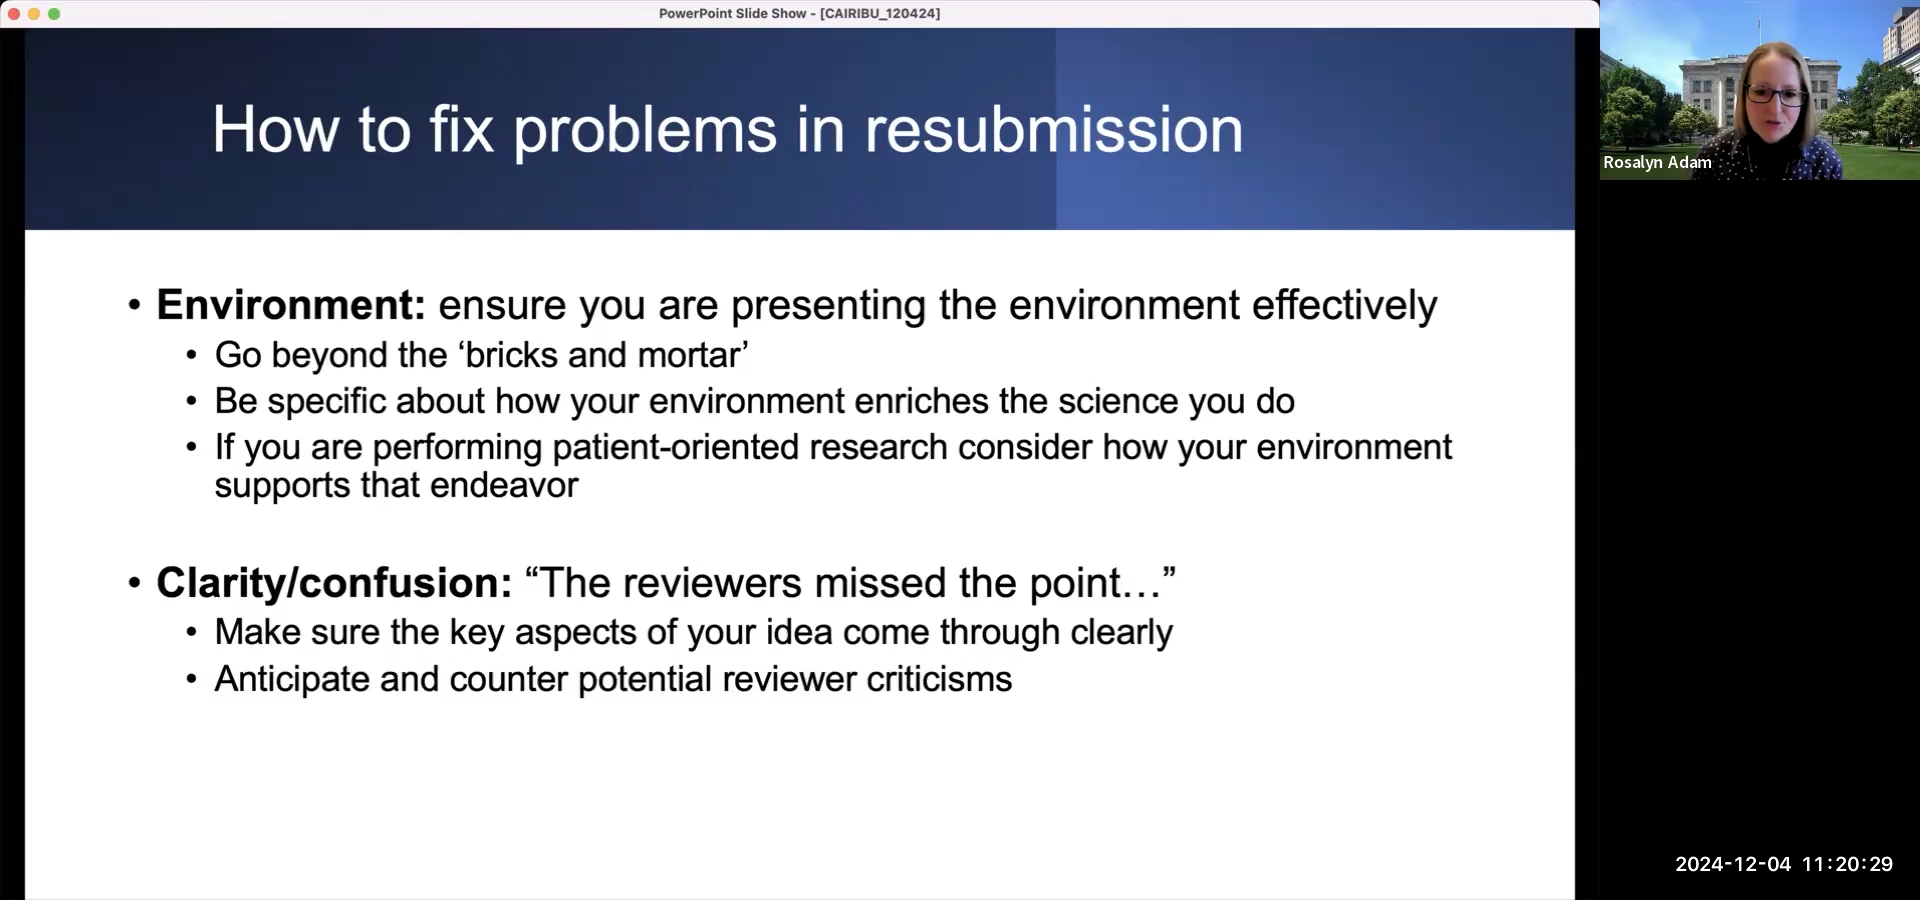 PowerPoint Slide Show - [CAIRIBU_120424]
How to fix problems in resubmission
• Environment: ensure you are presenting the environment effectively
• Go beyond the ‘bricks and mortar’
• Be specific about how your environment enriches the science you do
• If you are performing patient-oriented research consider how your environment
supports that endeavor
• Clarity/confusion: “The reviewers missed the point…”
• Make sure the key aspects of your idea come through clearly
• Anticipate and counter potential reviewer criticisms
Rosalyn Adam
2024-12-04 11:20:29